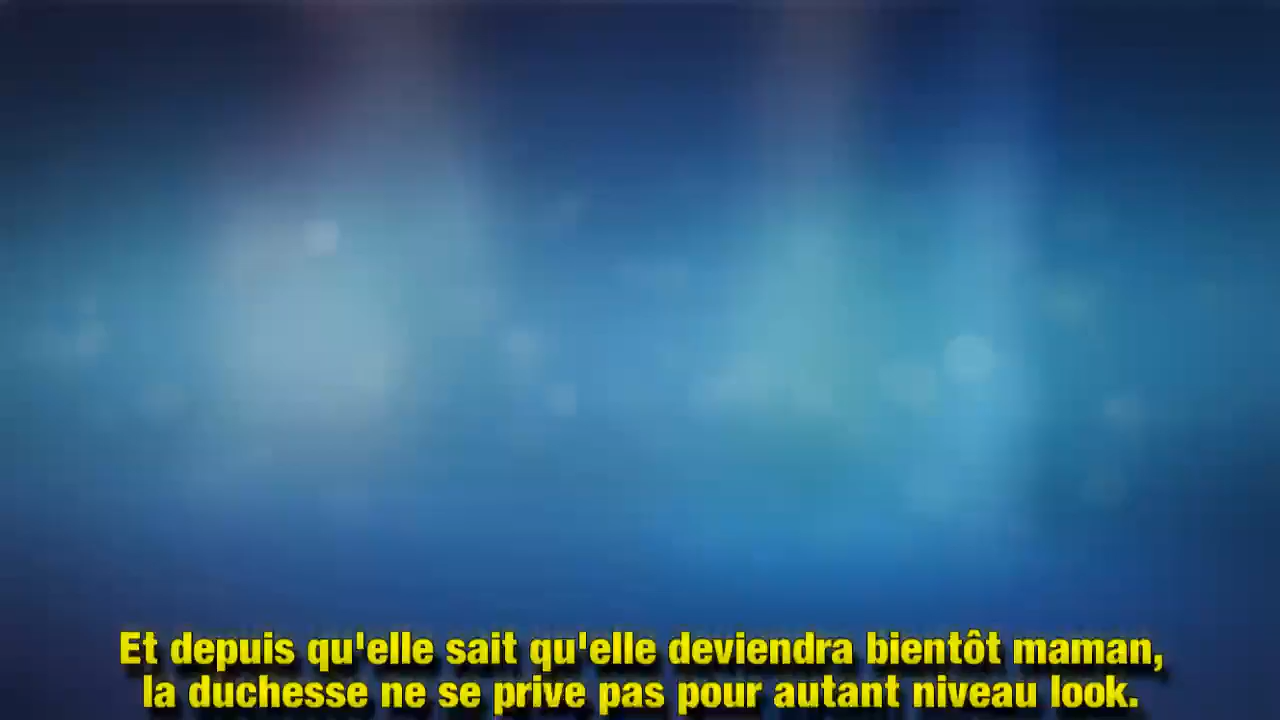 Et depuis qu'elle sait qu'elle deviendra bientôt maman,
la duchesse ne se prive pas pour autant niveau look.